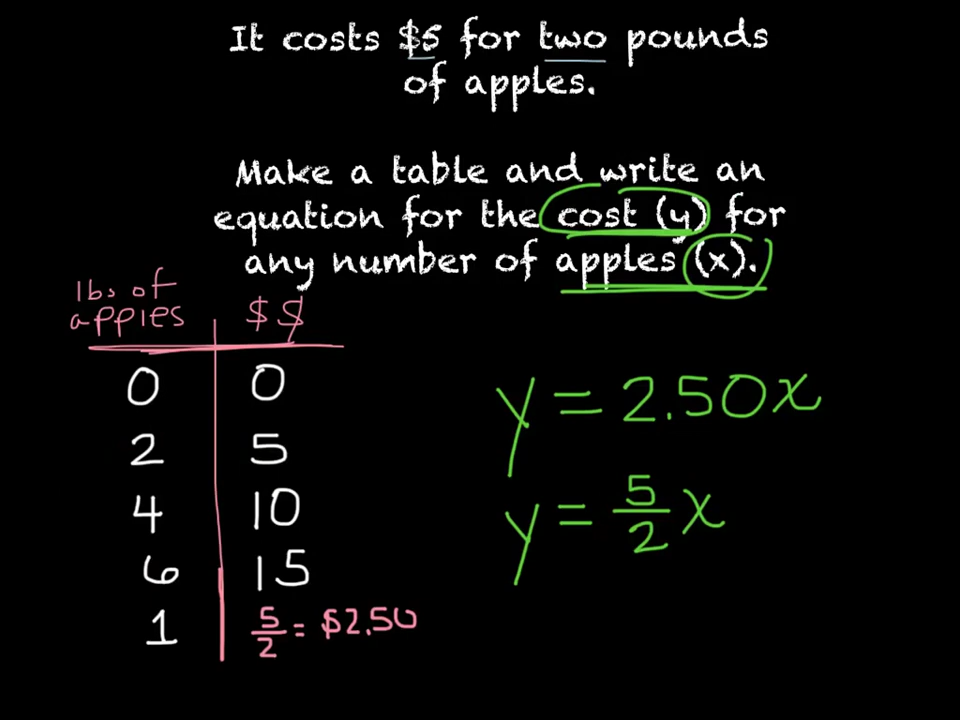 It costs $5 for two pounds
of apples.
Make a table and write an
equation for the cost (y) for
any number of apples (x).
lbs of
apples
$$
0 0
2 5
4 10
6 15
1 5/2 = $2.50
y = 2.50x
y = 5/2 x